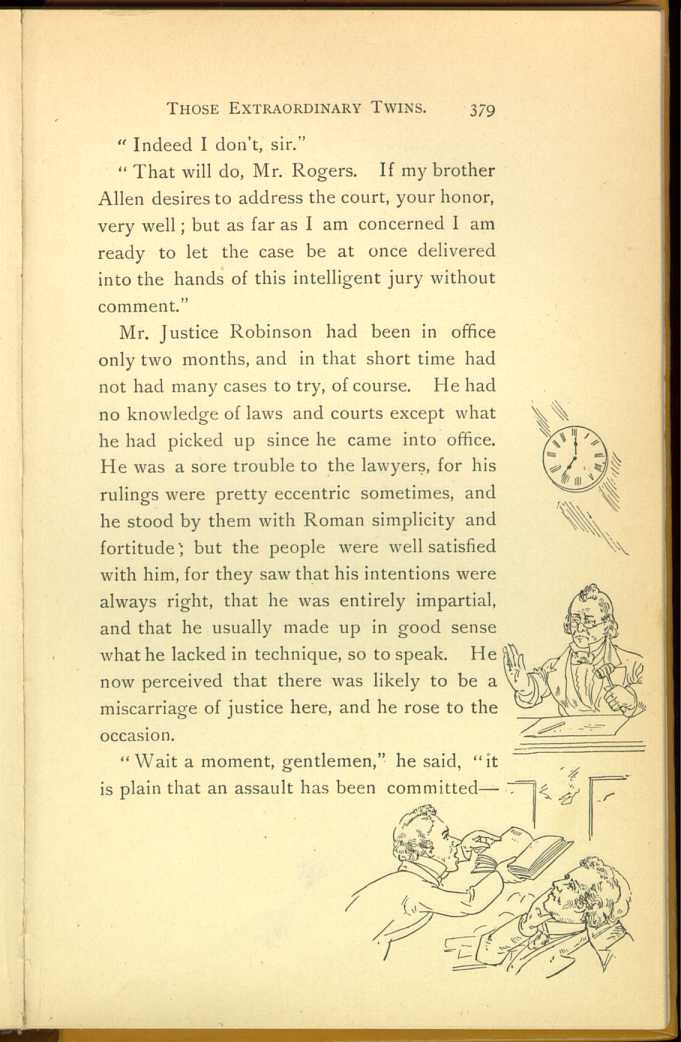 THOSE EXTRAORDINARY TWINS. 379
“ Indeed I don't, sir.”
“ That will do, Mr. Rogers. If my brother
Allen desires to address the court, your honor,
very well ; but as far as I am concerned I am
ready to let the case be at once delivered
into the hands of this intelligent jury without
comment.”
Mr. Justice Robinson had been in office
only two months, and in that short time had
not had many cases to try, of course. He had
no knowledge of laws and courts except what
he had picked up since he came into office.
He was a sore trouble to the lawyers, for his
rulings were pretty eccentric sometimes, and
he stood by them with Roman simplicity and
fortitude ; but the people were well satisfied
with him, for they saw that his intentions were
always right, that he was entirely impartial,
and that he usually made up in good sense
what he lacked in technique, so to speak. He
now perceived that there was likely to be a
miscarriage of justice here, and he rose to the
occasion.
“ Wait a moment, gentlemen,” he said, “it
is plain that an assault has been committed—